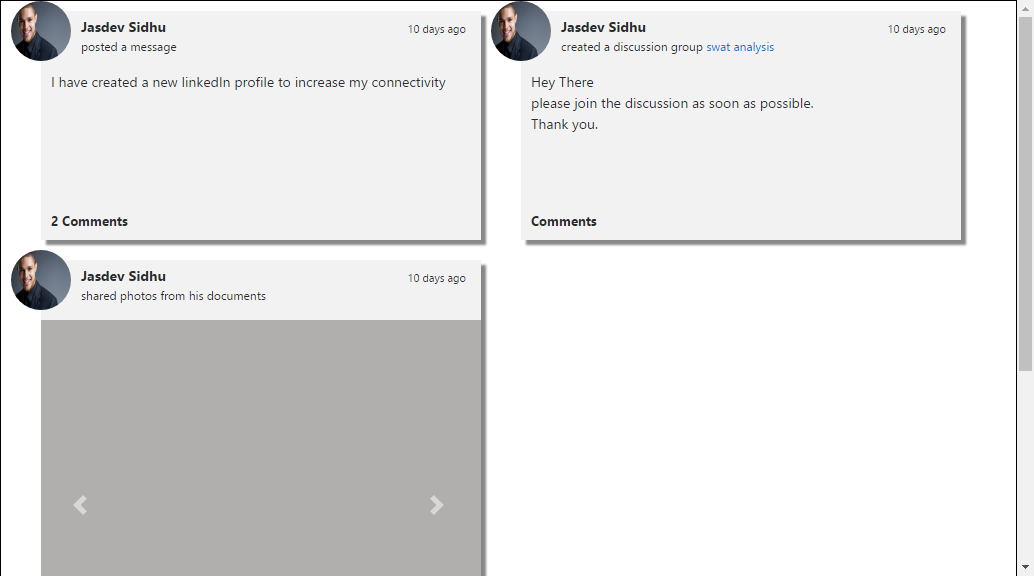 Jasdev Sidhu
10 days ago
posted a message
I have created a new linkedIn profile to increase my connectivity
2 Comments
Jasdev Sidhu
10 days ago
created a discussion group swat analysis
Hey There
please join the discussion as soon as possible.
Thank you.
Comments
Jasdev Sidhu
10 days ago
shared photos from his documents